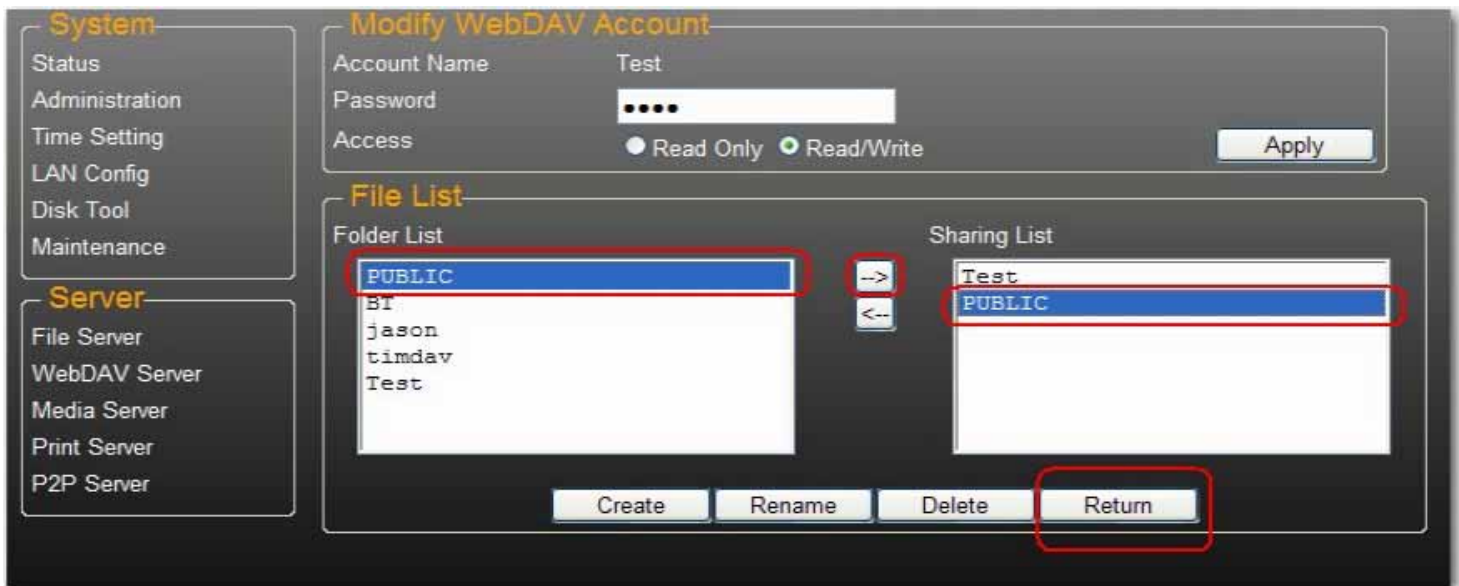 System
Status
Administration
Time Setting
LAN Config
Disk Tool
Maintenance
Server
File Server
WebDAV Server
Media Server
Print Server
P2P Server
Modify WebDAV Account
Account Name Test
Password ••••
Access Read Only Read/Write Apply
File List
Folder List
PUBLIC
BT
jason
timdav
Test
-->
<--
Sharing List
Test
PUBLIC
Create Rename Delete Return